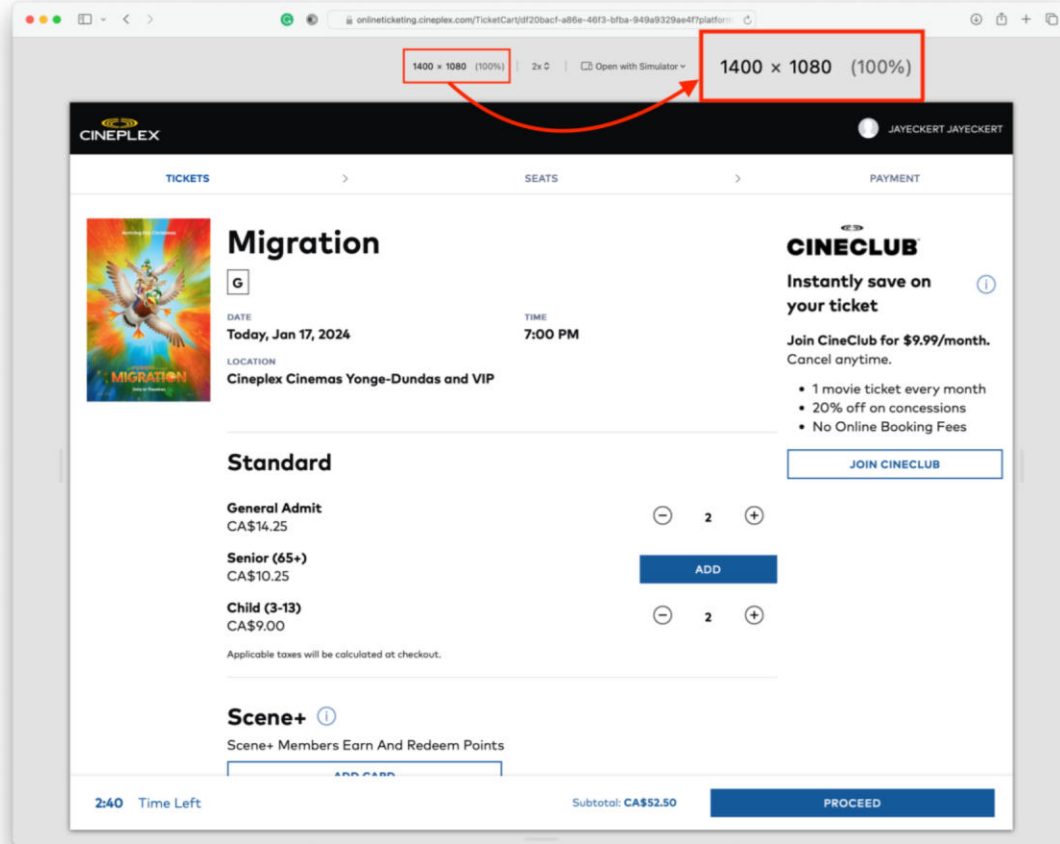 onlineticketing.cineplex.com/TicketCart/df20bacf-a86e-46f3-bfba-949a9329ae4f?platform
1400 × 1080 (100%) 2x Open with Simulator
1400 × 1080 (100%)
CINEPLEX
JAYECKERT JAYECKERT
TICKETS > SEATS > PAYMENT
MIGRATION
Migration
G
DATE
Today, Jan 17, 2024
TIME
7:00 PM
LOCATION
Cineplex Cinemas Yonge-Dundas and VIP
CINECLUB
Instantly save on
your ticket
Join CineClub for $9.99/month.
Cancel anytime.
• 1 movie ticket every month
• 20% off on concessions
• No Online Booking Fees
JOIN CINECLUB
Standard
General Admit
CA$14.25
2
Senior (65+)
CA$10.25
ADD
Child (3-13)
CA$9.00
2
Applicable taxes will be calculated at checkout.
Scene+
Scene+ Members Earn And Redeem Points
ADD CARD
2:40 Time Left
Subtotal: CA$52.50
PROCEED